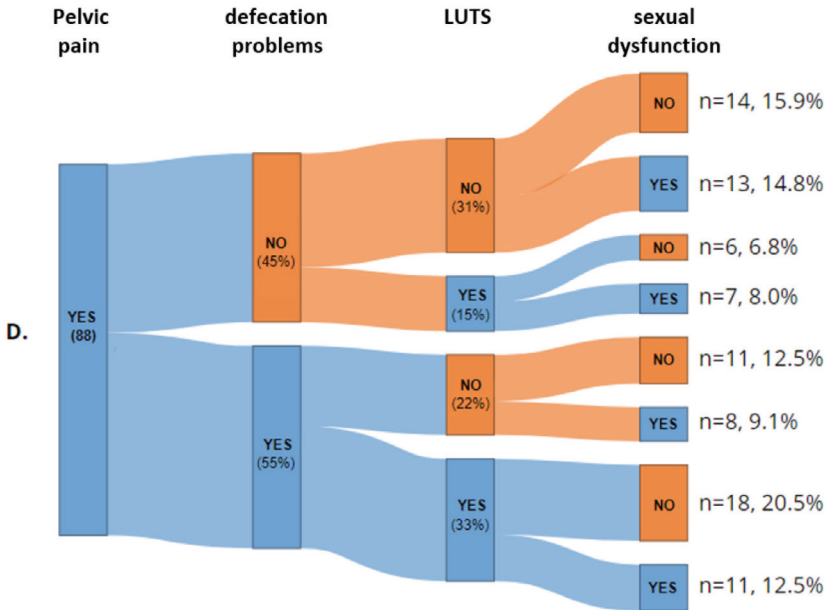 Pelvic
pain
defecation
problems
LUTS
sexual
dysfunction
D.
YES
(88)
NO
(45%)
YES
(55%)
NO
(31%)
YES
(15%)
NO
(22%)
YES
(33%)
NO n=14, 15.9%
YES n=13, 14.8%
NO n=6, 6.8%
YES n=7, 8.0%
NO n=11, 12.5%
YES n=8, 9.1%
NO n=18, 20.5%
YES n=11, 12.5%